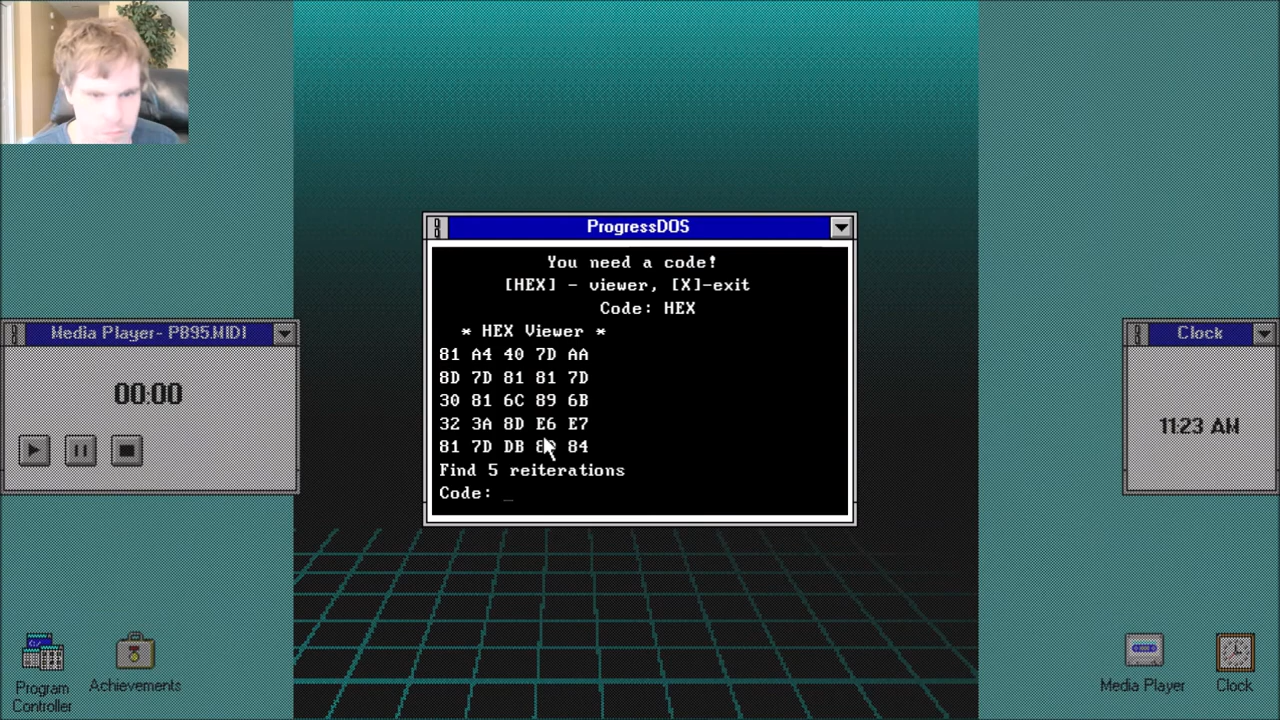 ProgressDOS
You need a code!
[HEX] - viewer, [X]-exit
Code: HEX
* HEX Viewer *
81 A4 40 7D AA
8D 7D 81 81 7D
30 81 6C 89 6B
32 3A 8D E6 E7
81 7D DB 84
Find 5 reiterations
Code: _
Media Player- PB95.MIDI
00:00
Clock
11:23 AM
Program
Controller
Achievements
Media Player
Clock